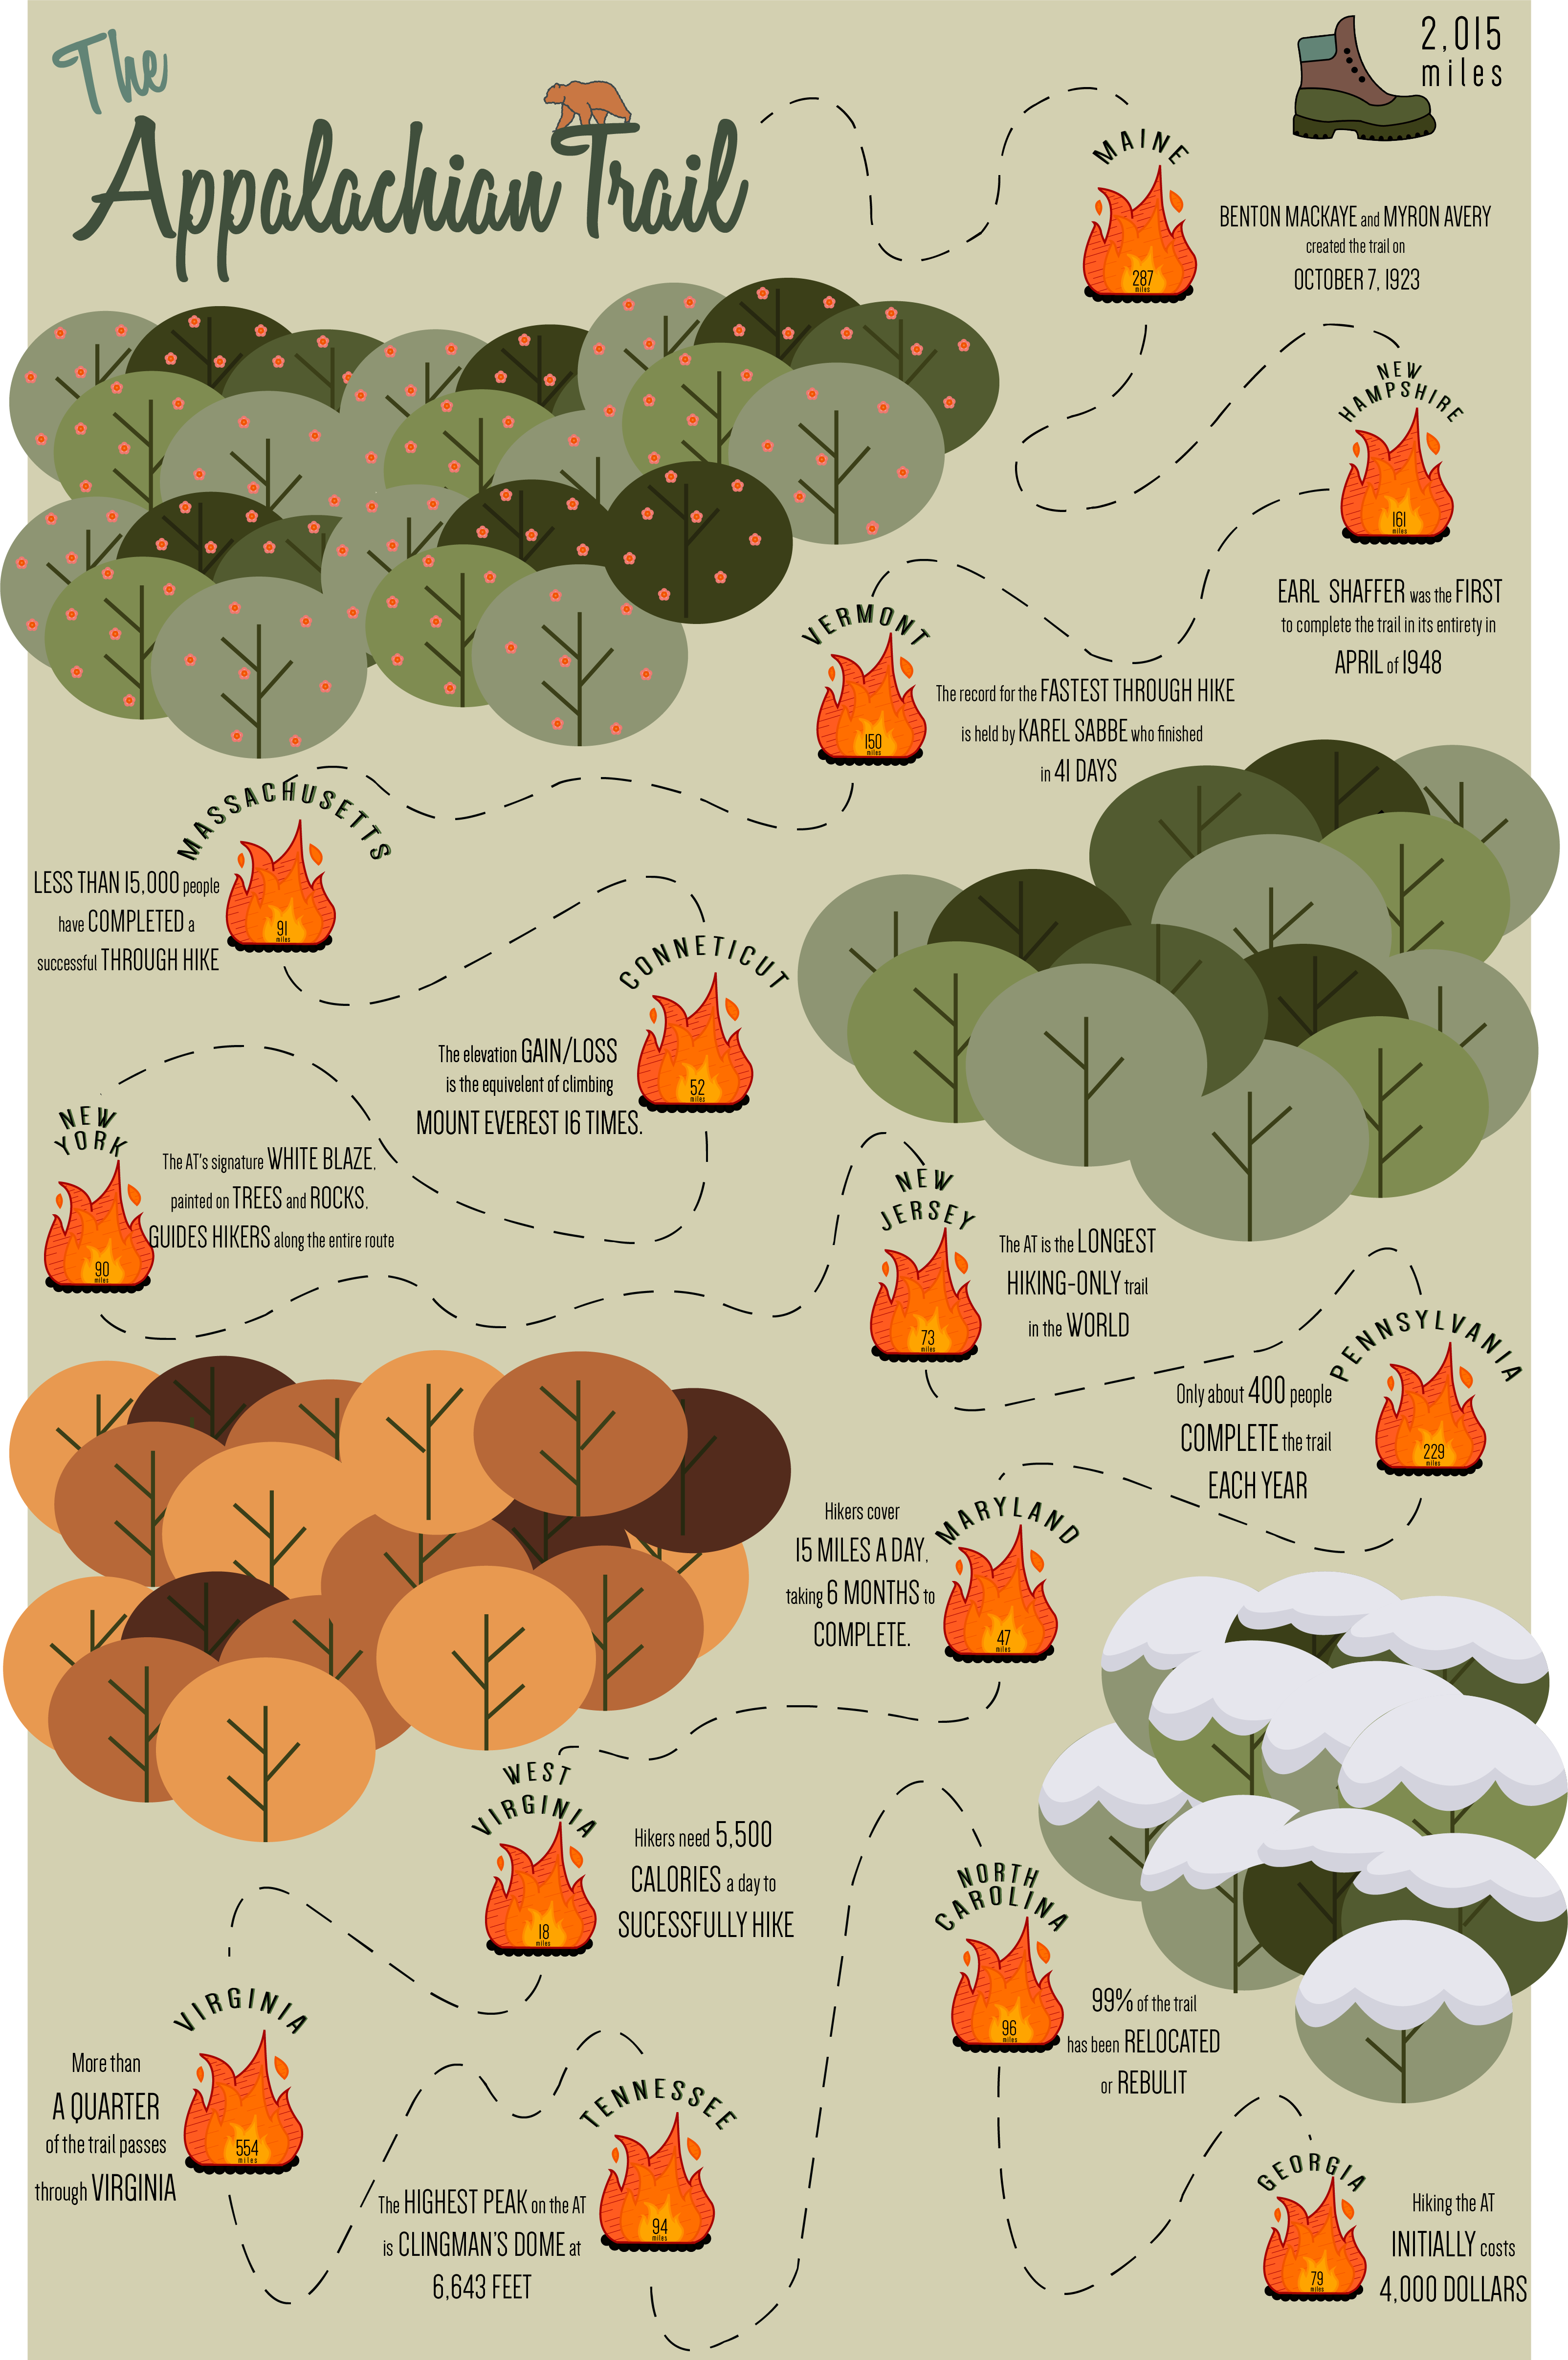 The
Appalachian Trail
2,015
miles
MAINE
287
miles
BENTON MACKAYE and MYRON AVERY
created the trail on
OCTOBER 7, 1923
NEW
HAMPSHIRE
161
miles
EARL SHAFFER was the FIRST
to complete the trail in its entirety in
APRIL of 1948
VERMONT
150
miles
The record for the FASTEST THROUGH HIKE
is held by KAREL SABBE who finished
in 41 DAYS
MASSACHUSETTS
91
miles
LESS THAN 15,000 people
have COMPLETED a
successful THROUGH HIKE
CONNETICUT
52
miles
The elevation GAIN/LOSS
is the equivelent of climbing
MOUNT EVEREST 16 TIMES.
NEW
YORK
90
miles
The AT's signature WHITE BLAZE,
painted on TREES and ROCKS,
GUIDES HIKERS along the entire route
NEW
JERSEY
73
miles
The AT is the LONGEST
HIKING-ONLY trail
in the WORLD
PENNSYLVANIA
229
miles
Only about 400 people
COMPLETE the trail
EACH YEAR
MARYLAND
47
miles
Hikers cover
15 MILES A DAY,
taking 6 MONTHS to
COMPLETE.
WEST
VIRGINIA
18
miles
Hikers need 5,500
CALORIES a day to
SUCESSFULLY HIKE
VIRGINIA
554
miles
More than
A QUARTER
of the trail passes
through VIRGINIA
TENNESSEE
94
miles
The HIGHEST PEAK on the AT
is CLINGMAN'S DOME at
6,643 FEET
NORTH
CAROLINA
96
miles
99% of the trail
has been RELOCATED
or REBULIT
GEORGIA
79
miles
Hiking the AT
INITIALLY costs
4,000 DOLLARS